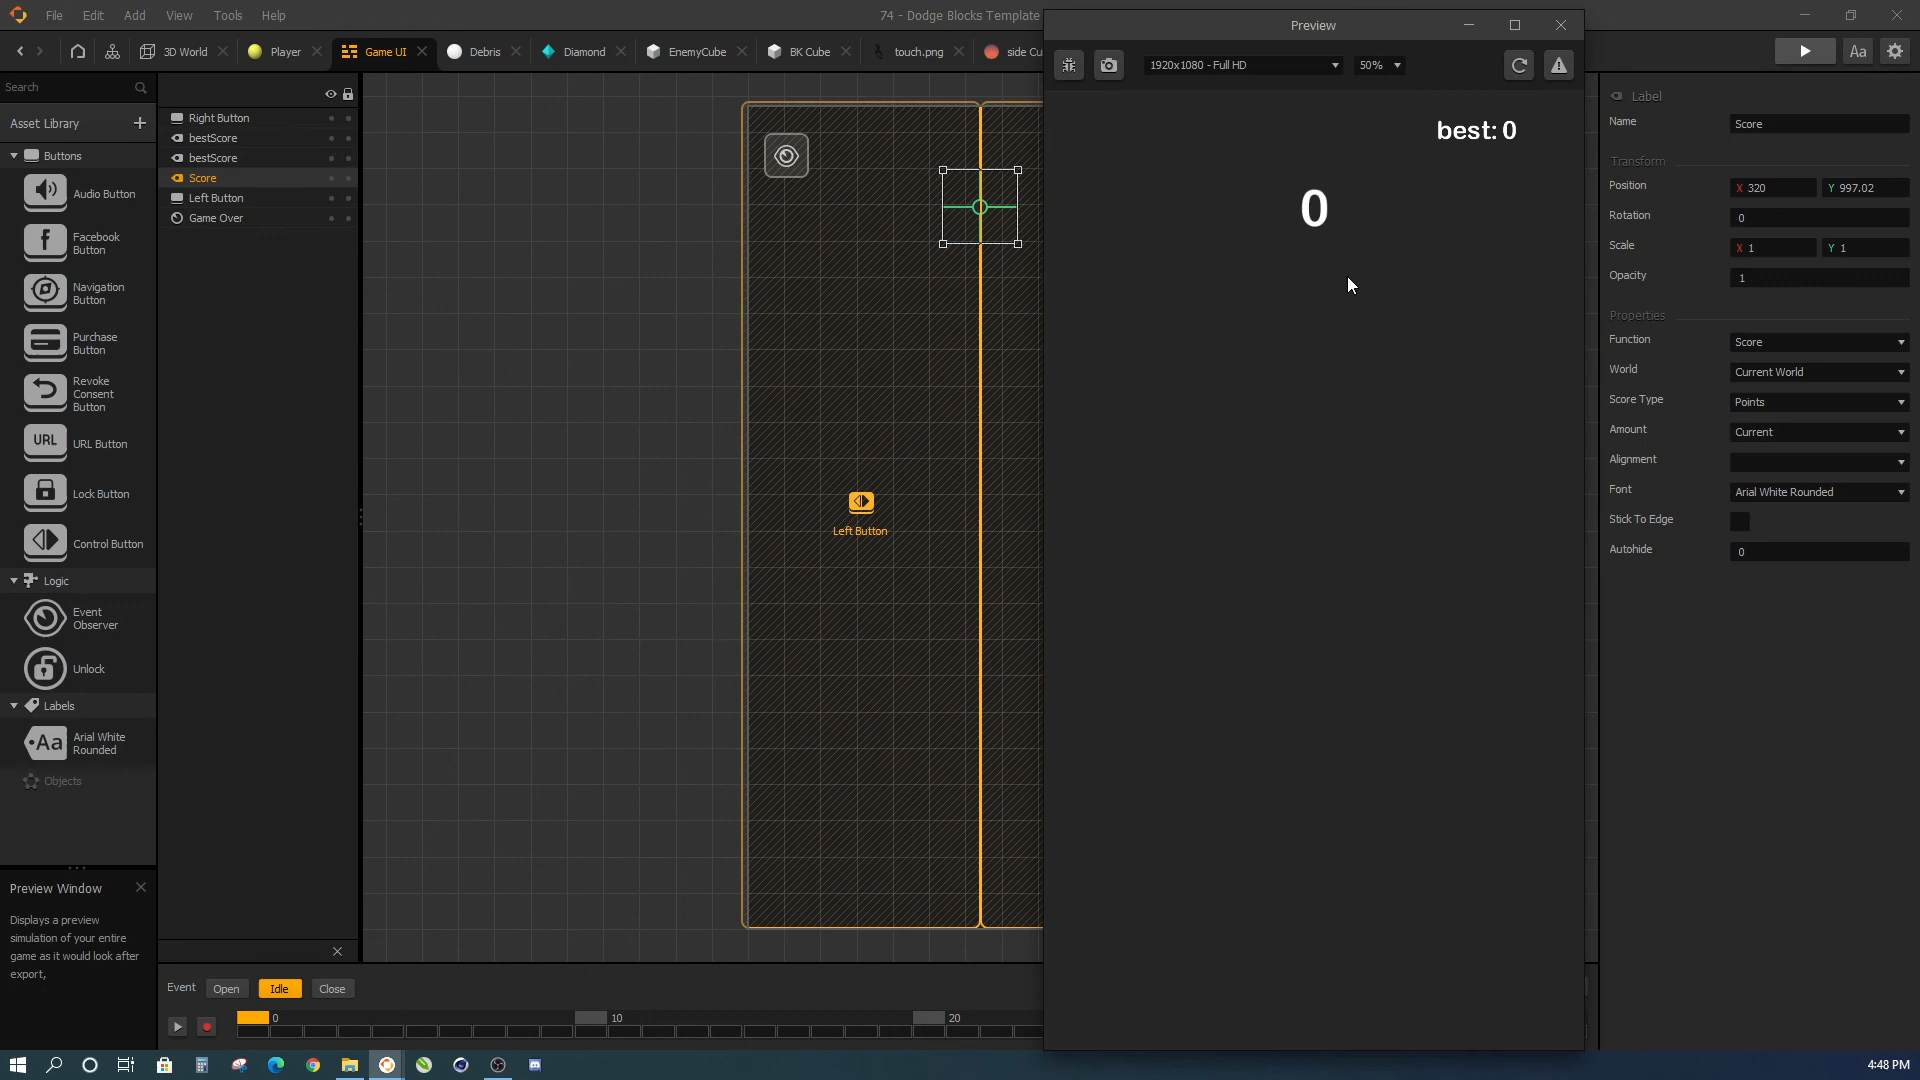 File Edit View Tools Help
74 - Dodge Blocks Template
3D World
Player
Game UI
Debris
Diamond
EnemyCube
BK Cube
touch.png
side Cu
Aa
Search
Asset Library
Buttons
Audio Button
Facebook
Button
Navigation
Button
Purchase
Button
Revoke
Consent
Button
URL
URL Button
Lock Button
Control Button
Logic
Event
Observer
Unlock
Labels
Aa
Arial White
Rounded
Objects
Preview Window
Displays a preview
simulation of your entire
game as it would look after
export,
Right Button
bestScore
bestScore
Score
Left Button
Game Over
Left Button
Event
Open
Idle
Close
0
10
20
Preview
1920x1080 - Full HD
50%
best: 0
0
Label
Name
Score
Transform
Position
X 320
Y 997.02
Rotation
0
Scale
X 1
Y 1
Opacity
1
Properties
Function
Score
World
Current World
Score Type
Points
Amount
Current
Alignment
Font
Arial White Rounded
Stick To Edge
Autohide
0
4:48 PM